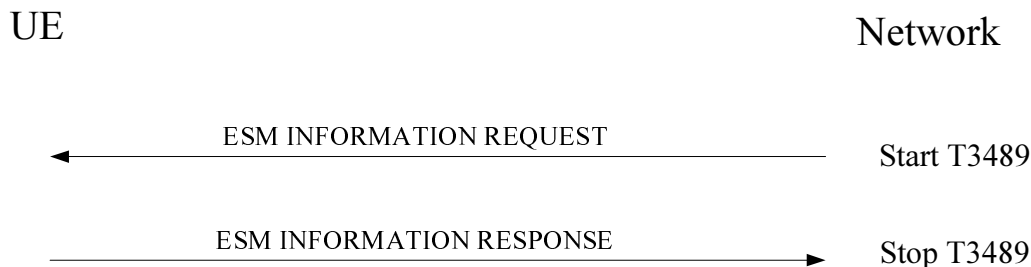 UE
Network
ESM INFORMATION REQUEST
Start T3489
ESM INFORMATION RESPONSE
Stop T3489